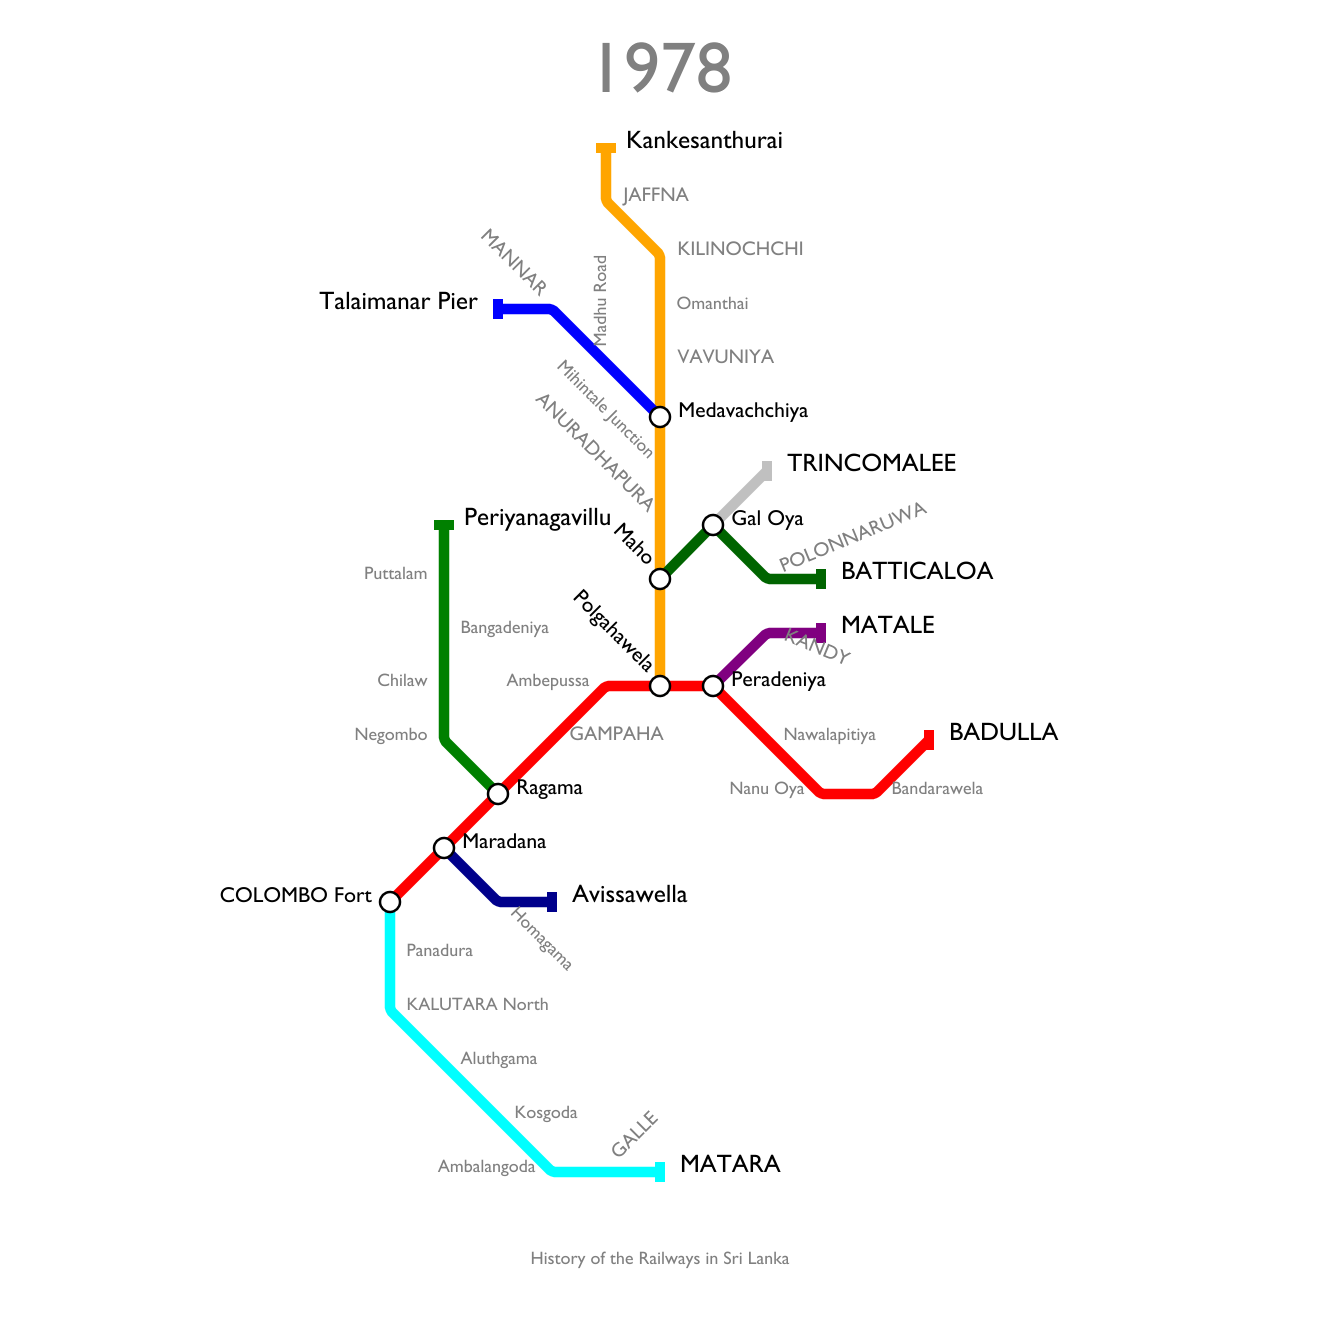 1978
Kankesanthurai
JAFFNA
MANNAR
KILINOCHCHI
Madhu Road
Talaimanar Pier
Omanthai
VAVUNIYA
Mihintale Junction
Medavachchiya
ANURADHAPURA
TRINCOMALEE
Periyanagavillu
Maho
Gal Oya
POLONNARUWA
Puttalam
BATTICALOA
Polgahawela
Bangadeniya
MATALE
KANDY
Chilaw
Ambepussa
Peradeniya
Negombo
GAMPAHA
Nawalapitiya
BADULLA
Ragama
Nanu Oya
Bandarawela
Maradana
COLOMBO Fort
Avissawella
Homagama
Panadura
KALUTARA North
Aluthgama
Kosgoda
GALLE
Ambalangoda
MATARA
History of the Railways in Sri Lanka